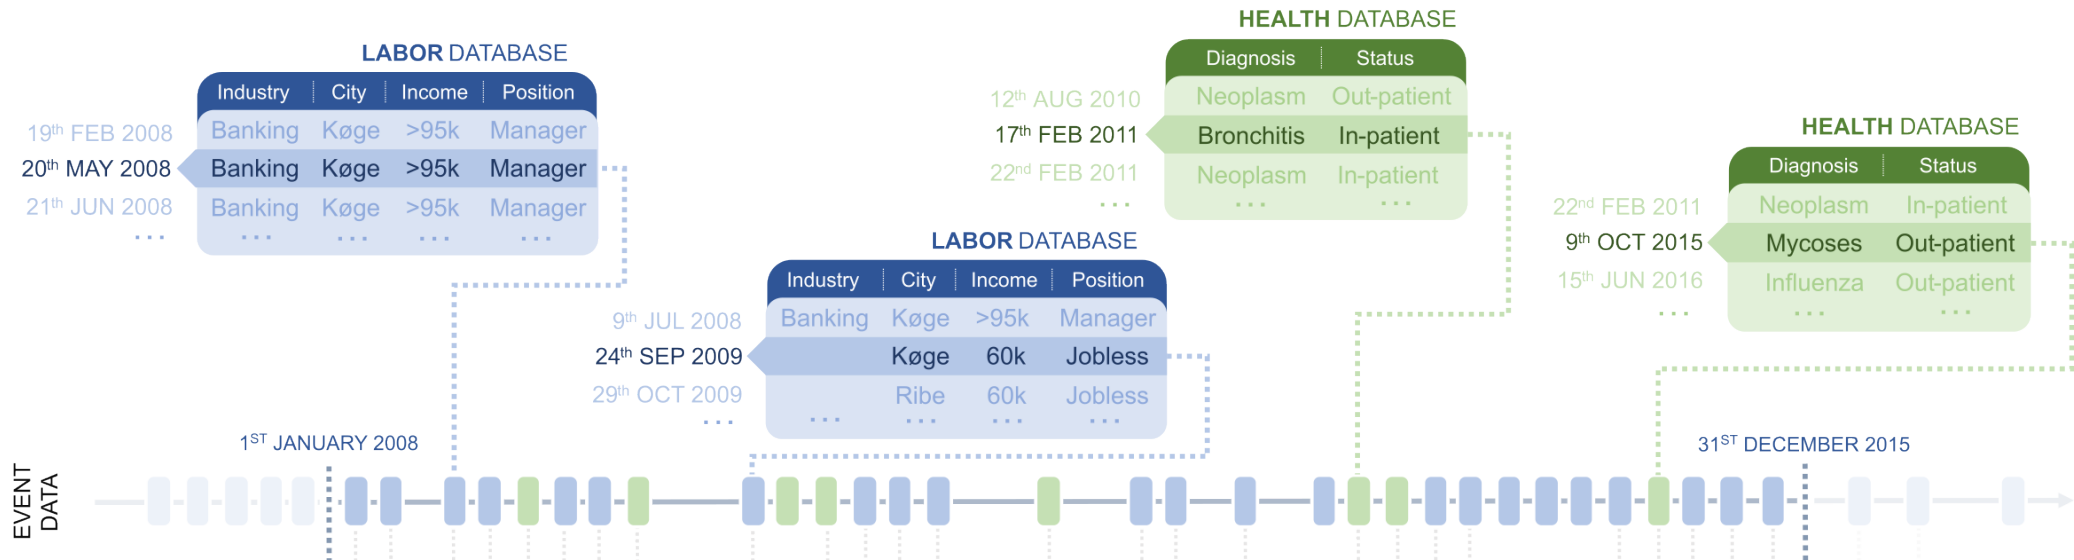 LABOR DATABASE
Industry City Income Position
19th FEB 2008 Banking Køge >95k Manager
20th MAY 2008 Banking Køge >95k Manager
21th JUN 2008 Banking Køge >95k Manager
... ... ... ... ...
LABOR DATABASE
Industry City Income Position
9th JUL 2008 Banking Køge >95k Manager
24th SEP 2009 Køge 60k Jobless
29th OCT 2009 Ribe 60k Jobless
... ... ... ... ...
HEALTH DATABASE
Diagnosis Status
12th AUG 2010 Neoplasm Out-patient
17th FEB 2011 Bronchitis In-patient
22nd FEB 2011 Neoplasm In-patient
... ... ...
HEALTH DATABASE
Diagnosis Status
22nd FEB 2011 Neoplasm In-patient
9th OCT 2015 Mycoses Out-patient
15th JUN 2016 Influenza Out-patient
... ... ...
1ST JANUARY 2008
31ST DECEMBER 2015
EVENT
DATA